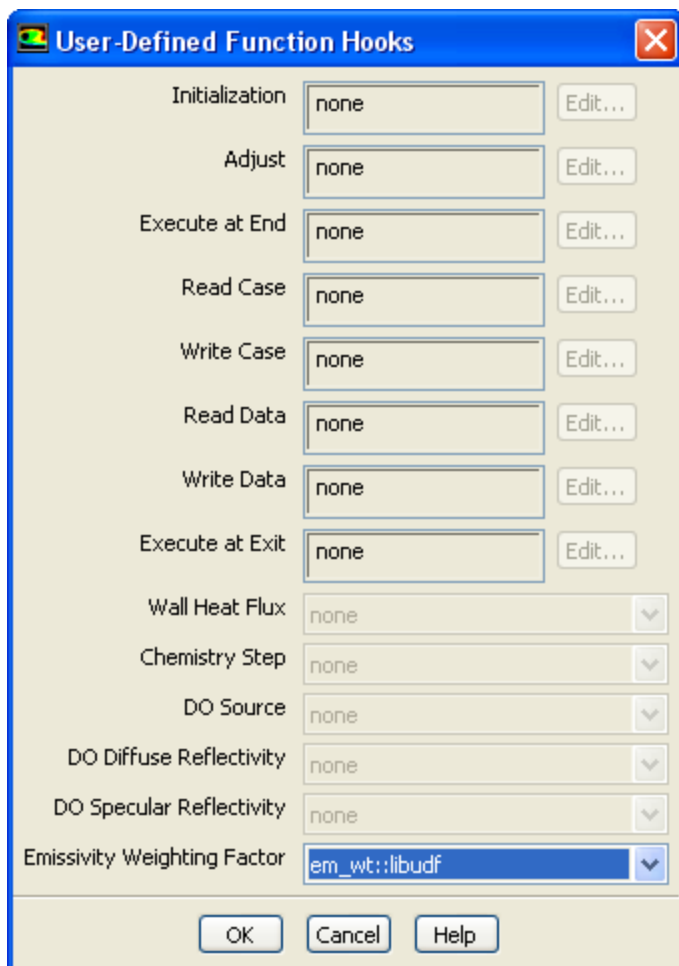 User-Defined Function Hooks
Initialization none Edit...
Adjust none Edit...
Execute at End none Edit...
Read Case none Edit...
Write Case none Edit...
Read Data none Edit...
Write Data none Edit...
Execute at Exit none Edit...
Wall Heat Flux none
Chemistry Step none
DO Source none
DO Diffuse Reflectivity none
DO Specular Reflectivity none
Emissivity Weighting Factor em_wt::libudf
OK Cancel Help